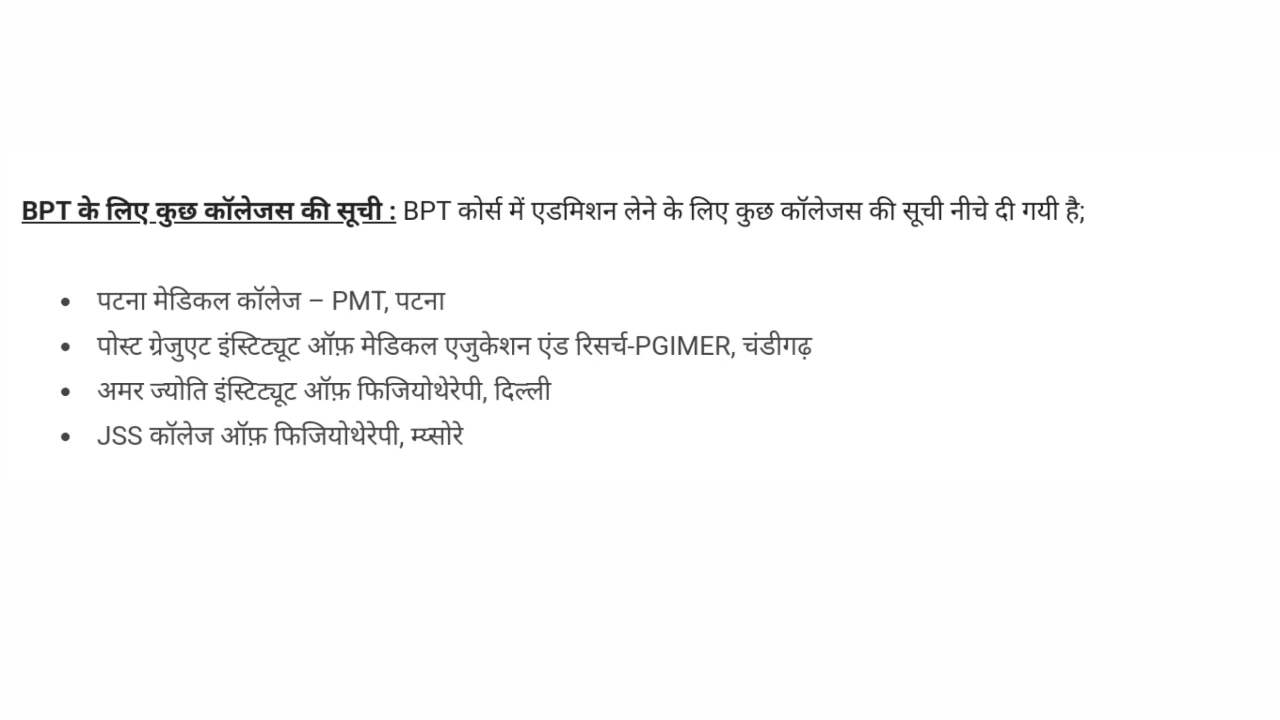 BPT के लिए कुछ कॉलेजस की सूची : BPT कोर्स में एडमिशन लेने के लिए कुछ कॉलेजस की सूची नीचे दी गयी है;
• पटना मेडिकल कॉलेज – PMT, पटना
• पोस्ट ग्रेजुएट इंस्टिट्यूट ऑफ़ मेडिकल एजुकेशन एंड रिसर्च-PGIMER, चंडीगढ़
• अमर ज्योति इंस्टिट्यूट ऑफ़ फिजियोथेरेपी, दिल्ली
• JSS कॉलेज ऑफ़ फिजियोथेरेपी, म्य्सोरे